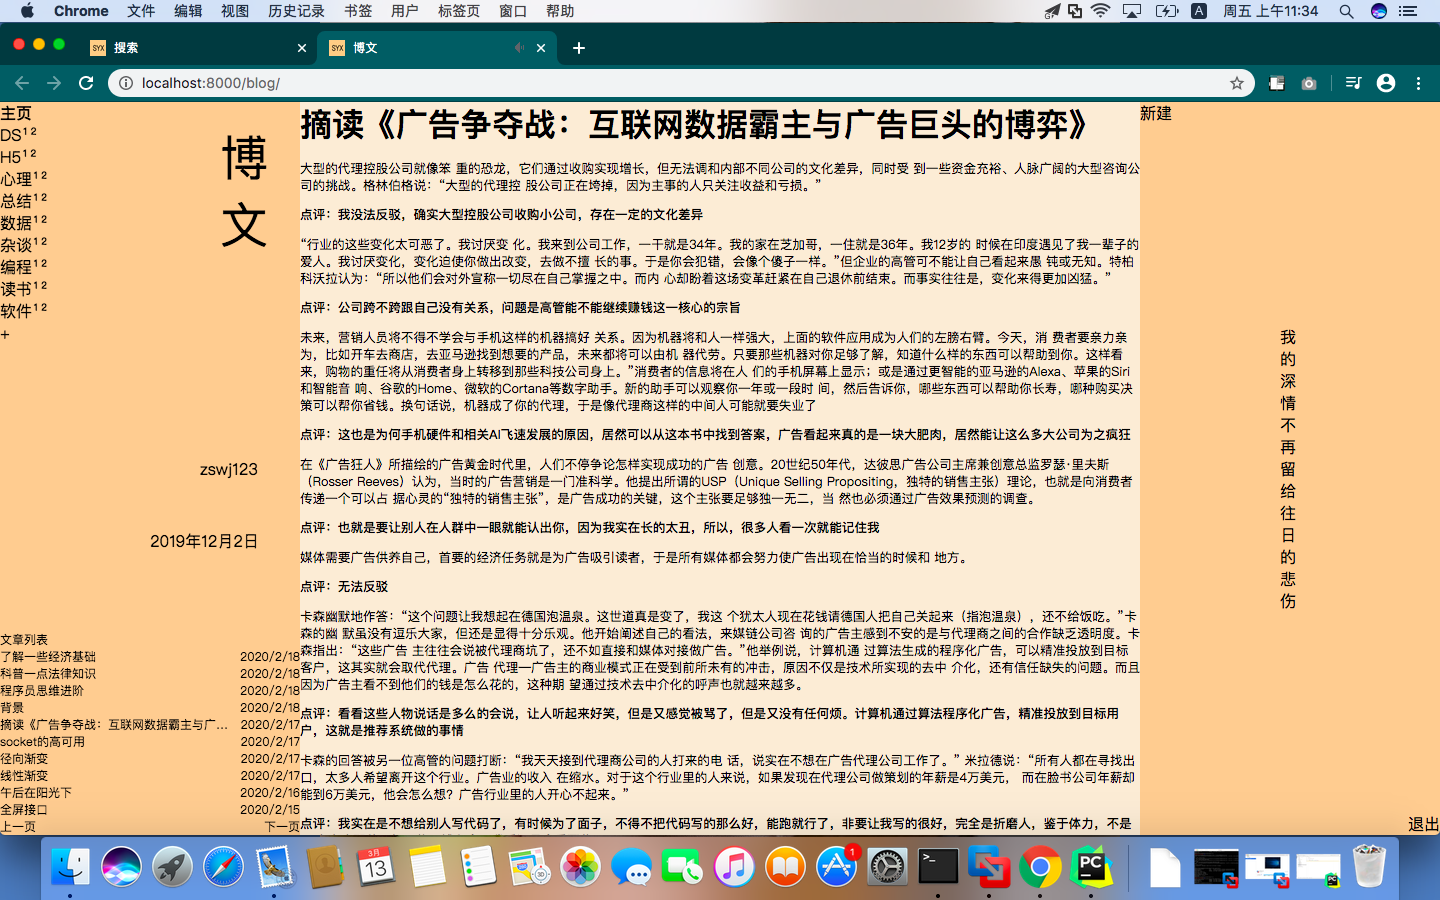 Chrome 文件 编辑 视图 历史记录 书签 用户 标签页 窗口 帮助 周五 上午11:34
SYX 搜索 SYX 博文
localhost:8000/blog/
主页
DS¹²
H5¹²
心理¹²
总结¹²
数据¹²
杂谈¹²
编程¹²
读书¹²
软件¹²
+
博
文
zswj123
2019年12月2日
文章列表
了解一些经济基础 2020/2/18
科普一点法律知识 2020/2/18
程序员思维进阶 2020/2/18
背景 2020/2/18
摘读《广告争夺战：互联网数据霸主与广... 2020/2/17
socket的高可用 2020/2/17
径向渐变 2020/2/17
线性渐变 2020/2/17
午后在阳光下 2020/2/16
全屏接口 2020/2/15
上一页 下一页
摘读《广告争夺战：互联网数据霸主与广告巨头的博弈》
大型的代理控股公司就像笨 重的恐龙，它们通过收购实现增长，但无法调和内部不同公司的文化差异，同时受 到一些资金充裕、人脉广阔的大型咨询公
司的挑战。格林伯格说：“大型的代理控 股公司正在垮掉，因为主事的人只关注收益和亏损。”
点评：我没法反驳，确实大型控股公司收购小公司，存在一定的文化差异
“行业的这些变化太可恶了。我讨厌变 化。我来到公司工作，一干就是34年。我的家在芝加哥，一住就是36年。我12岁的 时候在印度遇见了我一辈子的
爱人。我讨厌变化，变化迫使你做出改变，去做不擅 长的事。于是你会犯错，会像个傻子一样。”但企业的高管可不能让自己看起来愚 钝或无知。特柏
科沃拉认为：“所以他们会对外宣称一切尽在自己掌握之中。而内 心却盼着这场变革赶紧在自己退休前结束。而事实往往是，变化来得更加凶猛。”
点评：公司跨不跨跟自己没有关系，问题是高管能不能继续赚钱这一核心的宗旨
未来，营销人员将不得不学会与手机这样的机器搞好 关系。因为机器将和人一样强大，上面的软件应用成为人们的左膀右臂。今天，消 费者要亲力亲
为，比如开车去商店，去亚马逊找到想要的产品，未来都将可以由机 器代劳。只要那些机器对你足够了解，知道什么样的东西可以帮助到你。这样看
来，购物的重任将从消费者身上转移到那些科技公司身上。”消费者的信息将在人 们的手机屏幕上显示；或是通过更智能的亚马逊的Alexa、苹果的Siri
和智能音 响、谷歌的Home、微软的Cortana等数字助手。新的助手可以观察你一年或一段时 间，然后告诉你，哪些东西可以帮助你长寿，哪种购买决
策可以帮你省钱。换句话说，机器成了你的代理，于是像代理商这样的中间人可能就要失业了
点评：这也是为何手机硬件和相关AI飞速发展的原因，居然可以从这本书中找到答案，广告看起来真的是一块大肥肉，居然能让这么多大公司为之疯狂
在《广告狂人》所描绘的广告黄金时代里，人们不停争论怎样实现成功的广告 创意。20世纪50年代，达彼思广告公司主席兼创意总监罗瑟·里夫斯
（Rosser Reeves）认为，当时的广告营销是一门准科学。他提出所谓的USP（Unique Selling Propositing，独特的销售主张）理论，也就是向消费者
传递一个可以占 据心灵的“独特的销售主张”，是广告成功的关键，这个主张要足够独一无二，当 然也必须通过广告效果预测的调查。
点评：也就是要让别人在人群中一眼就能认出你，因为我实在长的太丑，所以，很多人看一次就能记住我
媒体需要广告供养自己，首要的经济任务就是为广告吸引读者，于是所有媒体都会努力使广告出现在恰当的时候和 地方。
点评：无法反驳
卡森幽默地作答：“这个问题让我想起在德国泡温泉。这世道真是变了，我这 个犹太人现在花钱请德国人把自己关起来（指泡温泉），还不给饭吃。”卡
森的幽 默虽没有逗乐大家，但还是显得十分乐观。他开始阐述自己的看法，来媒链公司咨 询的广告主感到不安的是与代理商之间的合作缺乏透明度。卡
森指出：“这些广告 主往往会说被代理商坑了，还不如直接和媒体对接做广告。”他举例说，计算机通 过算法生成的程序化广告，可以精准投放到目标
客户，这其实就会取代代理。广告 代理—广告主的商业模式正在受到前所未有的冲击，原因不仅是技术所实现的去中 介化，还有信任缺失的问题。而且
因为广告主看不到他们的钱是怎么花的，这种期 望通过技术去中介化的呼声也就越来越多。
点评：看看这些人物说话是多么的会说，让人听起来好笑，但是又感觉被骂了，但是又没有任何烦。计算机通过算法程序化广告，精准投放到目标用
户，这就是推荐系统做的事情
卡森的回答被另一位高管的问题打断：“我天天接到代理商公司的人打来的电 话，说实在不想在广告代理公司工作了。” 米拉德说：“所有人都在寻找出
口，太多人希望离开这个行业。广告业的收入 在缩水。对于这个行业里的人来说，如果发现在代理公司做策划的年薪是4万美元， 而在脸书公司年薪却
能到6万美元，他会怎么想？广告行业里的人开心不起来。”
点评：我实在是不想给别人写代码了，有时候为了面子，不得不把代码写的那么好，能跑就行了，非要让我写的很好，完全是折磨人，鉴于体力，不是
新建
我
的
深
情
不
再
留
给
往
日
的
悲
伤
退出
3月
13
1
PC